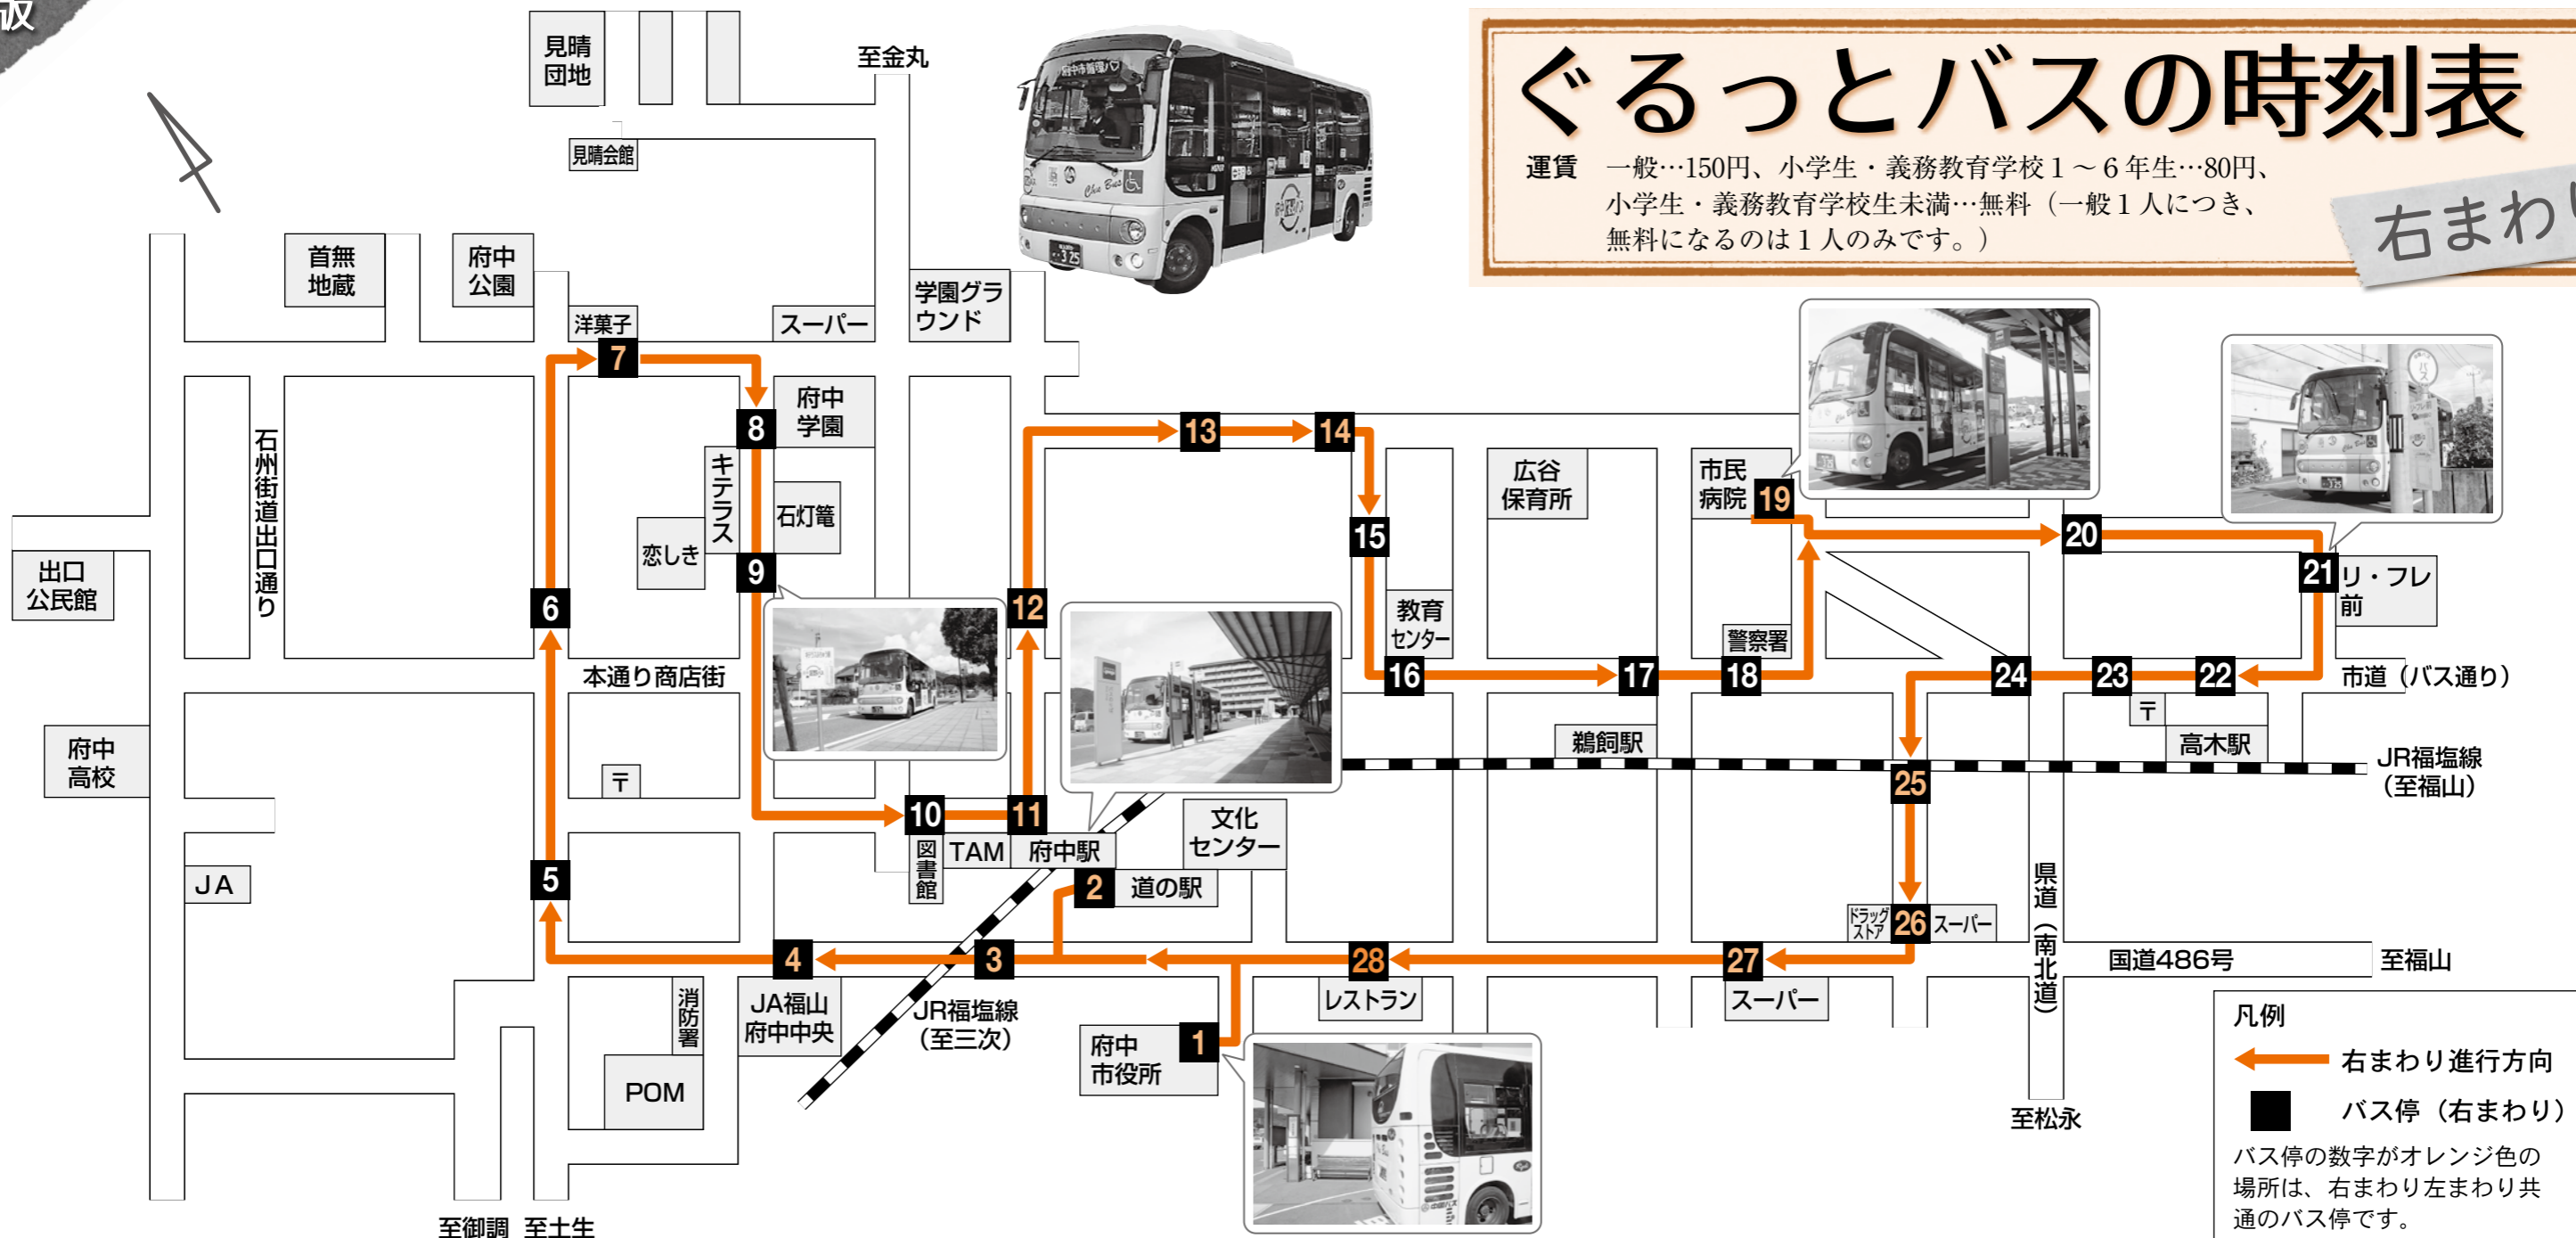 版
ぐるっとバスの時刻表
運賃 一般…150円、小学生・義務教育学校1～6年生…80円、
小学生・義務教育学校生未満…無料（一般1人につき、
無料になるのは1人のみです。）
右まわり
見晴
団地
至金丸
見晴会館
首無
地蔵
府中
公園
洋菓子
スーパー
学園グラ
ウンド
7
8
府中
学園
13
14
石州街道出口通り
キテラス
石灯篭
恋しき
9
広谷
保育所
市民
病院
19
20
21
リ・フレ
前
出口
公民館
6
12
15
教育
センター
警察署
本通り商店街
16
17
18
24
23
22
市道（バス通り）
〒
高木駅
鵜飼駅
JR福塩線
（至福山）
府中
高校
〒
25
10
11
図書館
TAM
府中駅
文化
センター
JA
5
2
道の駅
ドラッグ
ストア
26
スーパー
県道（南北道）
4
3
28
27
国道486号
至福山
消防署
JA福山
府中中央
JR福塩線
（至三次）
レストラン
スーパー
府中
市役所
1
POM
至松永
至御調
至土生
凡例
右まわり進行方向
バス停（右まわり）
バス停の数字がオレンジ色の
場所は、右まわり左まわり共
通のバス停です。